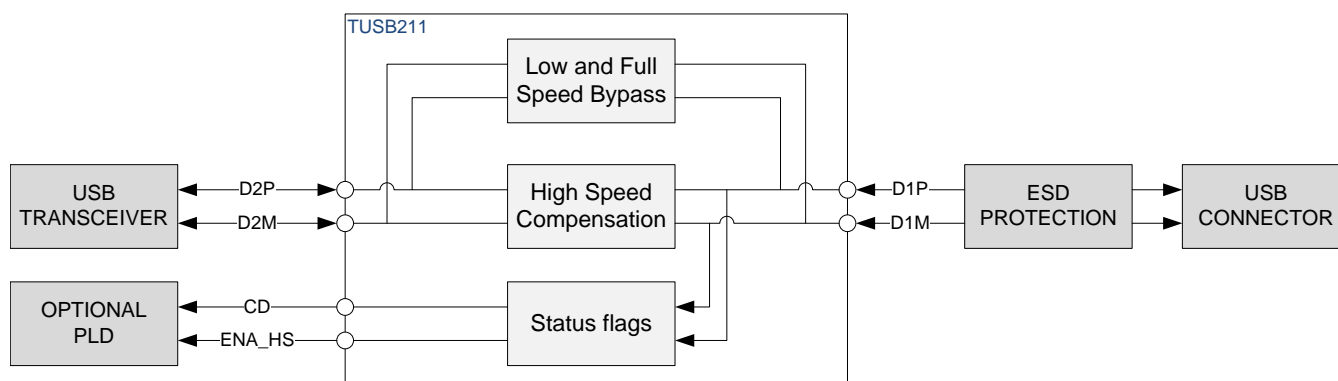 TUSB211
Low and Full
Speed Bypass
USB
TRANSCEIVER
D2P
D2M
High Speed
Compensation
D1P
D1M
ESD
PROTECTION
USB
CONNECTOR
OPTIONAL
PLD
CD
ENA_HS
Status flags